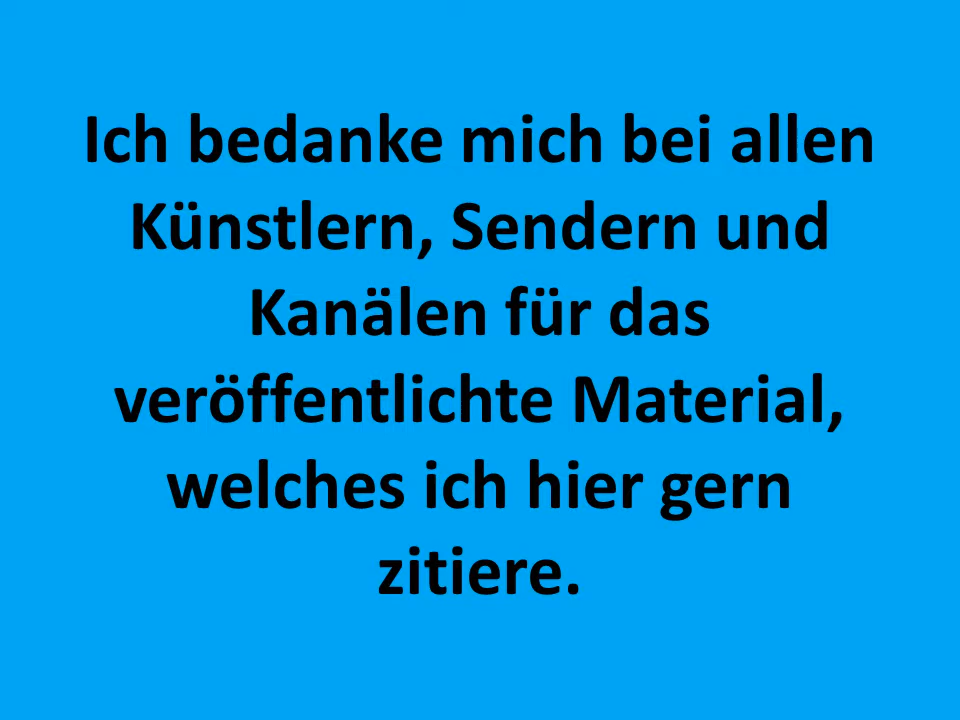 Ich bedanke mich bei allen
Künstlern, Sendern und
Kanälen für das
veröffentlichte Material,
welches ich hier gern
zitiere.